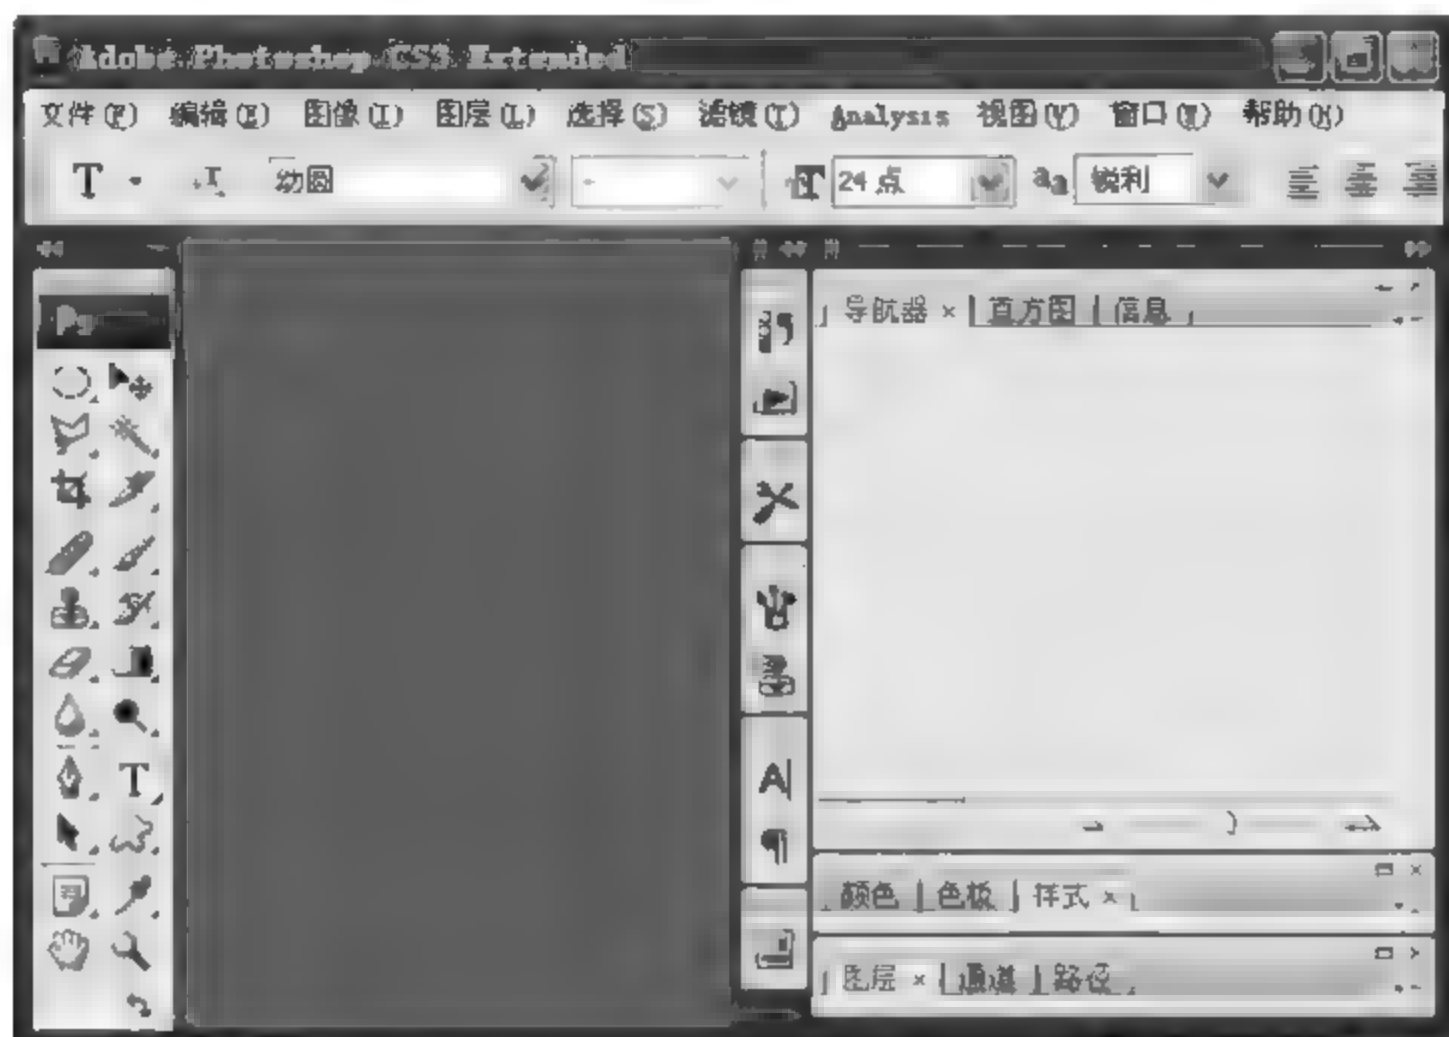 Adobe Photoshop CS3 Extended
文件(F) 编辑(E) 图像(I) 图层(L) 选择(S) 滤镜(T) Analysis 视图(V) 窗口(W) 帮助(H)
T T 幼圆 - T 24 点 aa 锐利
Ps
导航器 × 直方图 信息
T
A
¶
颜色 色板 样式 ×
图层 × 通道 路径